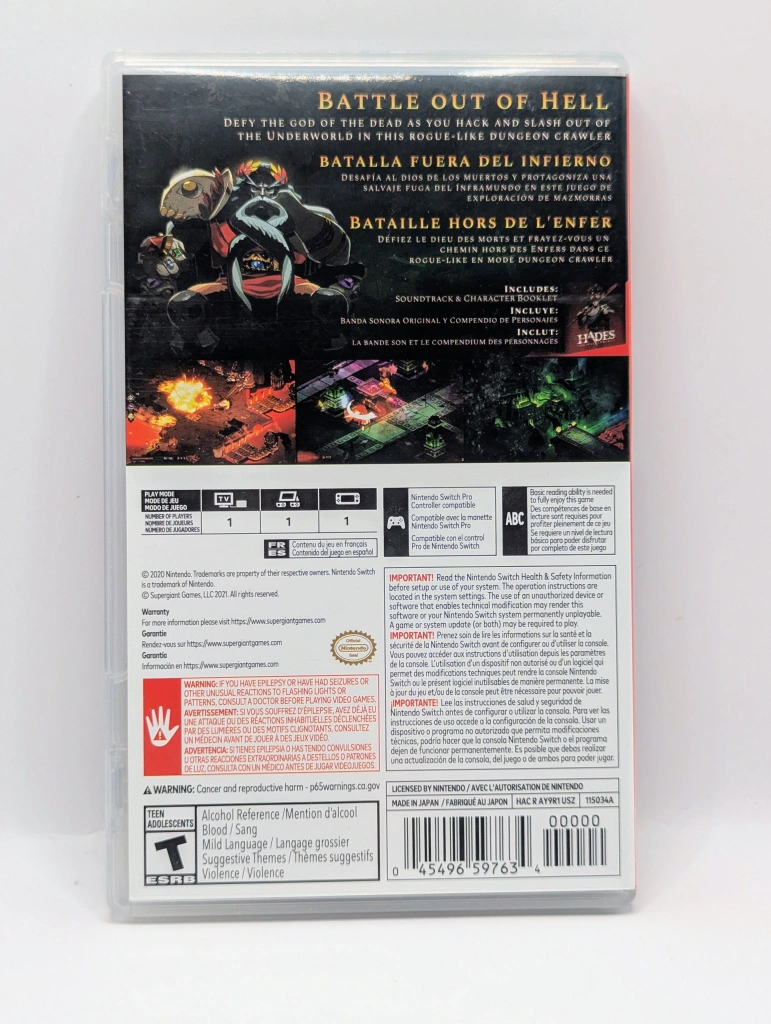 BATTLE OUT OF HELL
DEFY THE GOD OF THE DEAD AS YOU HACK AND SLASH OUT OF
THE UNDERWORLD IN THIS ROGUE-LIKE DUNGEON CRAWLER
BATALLA FUERA DEL INFIERNO
DESAFÍA AL DIOS DE LOS MUERTOS Y PROTAGONIZA UNA
SALVAJE FUGA DEL INFRAMUNDO EN ESTE JUEGO DE
EXPLORACIÓN DE MAZMORRAS
BATAILLE HORS DE L'ENFER
DÉFIEZ LE DIEU DES MORTS ET FRAYEZ-VOUS UN
CHEMIN HORS DES ENFERS DANS CE
ROGUE-LIKE EN MODE DUNGEON CRAWLER
INCLUDES:
SOUNDTRACK & CHARACTER BOOKLET
INCLUYE:
BANDA SONORA ORIGINAL Y COMPENDIO DE PERSONAJES
INCLUT:
LA BANDE SON ET LE COMPENDIUM DES PERSONNAGES
HADES
PLAY MODE
MODE DE JEU
MODO DE JUEGO
TV
NUMBER OF PLAYERS
NOMBRE DE JOUEURS
NÚMERO DE JUGADORES
1 1 1
FR Contenu du jeu en français
ES Contenido del juego en español
Nintendo Switch Pro
Controller compatible
Compatible avec la manette
Nintendo Switch Pro
Compatible con el control
Pro de Nintendo Switch
ABC
Basic reading ability is needed
to fully enjoy this game
Des compétences de base en
lecture sont requises pour
profiter pleinement de ce jeu
Se requiere un nivel de lectura
básico para poder disfrutar
por completo de este juego
© 2020 Nintendo. Trademarks are property of their respective owners. Nintendo Switch
is a trademark of Nintendo.
© Supergiant Games, LLC 2021. All rights reserved.
Warranty
For more information please visit https://www.supergiantgames.com
Garantie
Rendez-vous sur https://www.supergiantgames.com
Garantía
Información en https://www.supergiantgames.com
Official
Nintendo
Seal
IMPORTANT! Read the Nintendo Switch Health & Safety Information
before setup or use of your system. The operation instructions are
located in the system settings. The use of an unauthorized device or
software that enables technical modification may render this
or your Nintendo Switch system permanently unplayable.
A game or system update (or both) may be required to play.
IMPORTANT! Prenez soin de lire les informations sur la santé et la
sécurité de la Nintendo Switch avant de configurer ou d'utiliser la console.
Vous pouvez accéder aux instructions d'utilisation depuis les paramètres
de la console. L'utilisation d'un dispositif non autorisé ou d'un logiciel qui
permet des modifications techniques peut rendre la console Nintendo
Switch ou le présent logiciel inutilisables de manière permanente. La mise
à jour du jeu et/ou de la console peut être nécessaire pour pouvoir jouer.
¡IMPORTANTE! Lee las instrucciones de salud y seguridad de
Nintendo Switch antes de configurar o utilizar la consola. Para ver las
instrucciones de uso accede a la configuración de la consola. Usar un
dispositivo o programa no autorizado que permita modificaciones
técnicas, podría hacer que la consola Nintendo Switch o el programa
dejen de funcionar permanentemente. Es posible que debas realizar
una actualización de la consola, del juego o de ambos para poder jugar.
WARNING: IF YOU HAVE EPILEPSY OR HAVE HAD SEIZURES OR
OTHER UNUSUAL REACTIONS TO FLASHING LIGHTS OR
PATTERNS, CONSULT A DOCTOR BEFORE PLAYING VIDEO GAMES.
AVERTISSEMENT: SI VOUS SOUFFREZ D'ÉPILEPSIE, AVEZ DÉJÀ EU
UNE ATTAQUE OU DES RÉACTIONS INHABITUELLES DÉCLENCHÉES
PAR DES LUMIÈRES OU DES MOTIFS CLIGNOTANTS, CONSULTEZ
UN MÉDECIN AVANT DE JOUER À DES JEUX VIDÉO.
ADVERTENCIA: SI TIENES EPILEPSIA O HAS TENIDO CONVULSIONES
U OTRAS REACCIONES EXTRAORDINARIAS A DESTELLOS O PATRONES
DE LUZ, CONSULTA CON UN MÉDICO ANTES DE JUGAR VIDEOJUEGOS.
WARNING: Cancer and reproductive harm - p65warnings.ca.gov
TEEN
ADOLESCENTS
T
ESRB
Alcohol Reference /Mention d'alcool
Blood / Sang
Mild Language / Langage grossier
Suggestive Themes / Thèmes suggestifs
Violence / Violence
LICENSED BY NINTENDO / AVEC L'AUTORISATION DE NINTENDO
MADE IN JAPAN / FABRIQUÉ AU JAPON HAC R AY9R1 USZ 115034A
00000
0 45496 59763 4